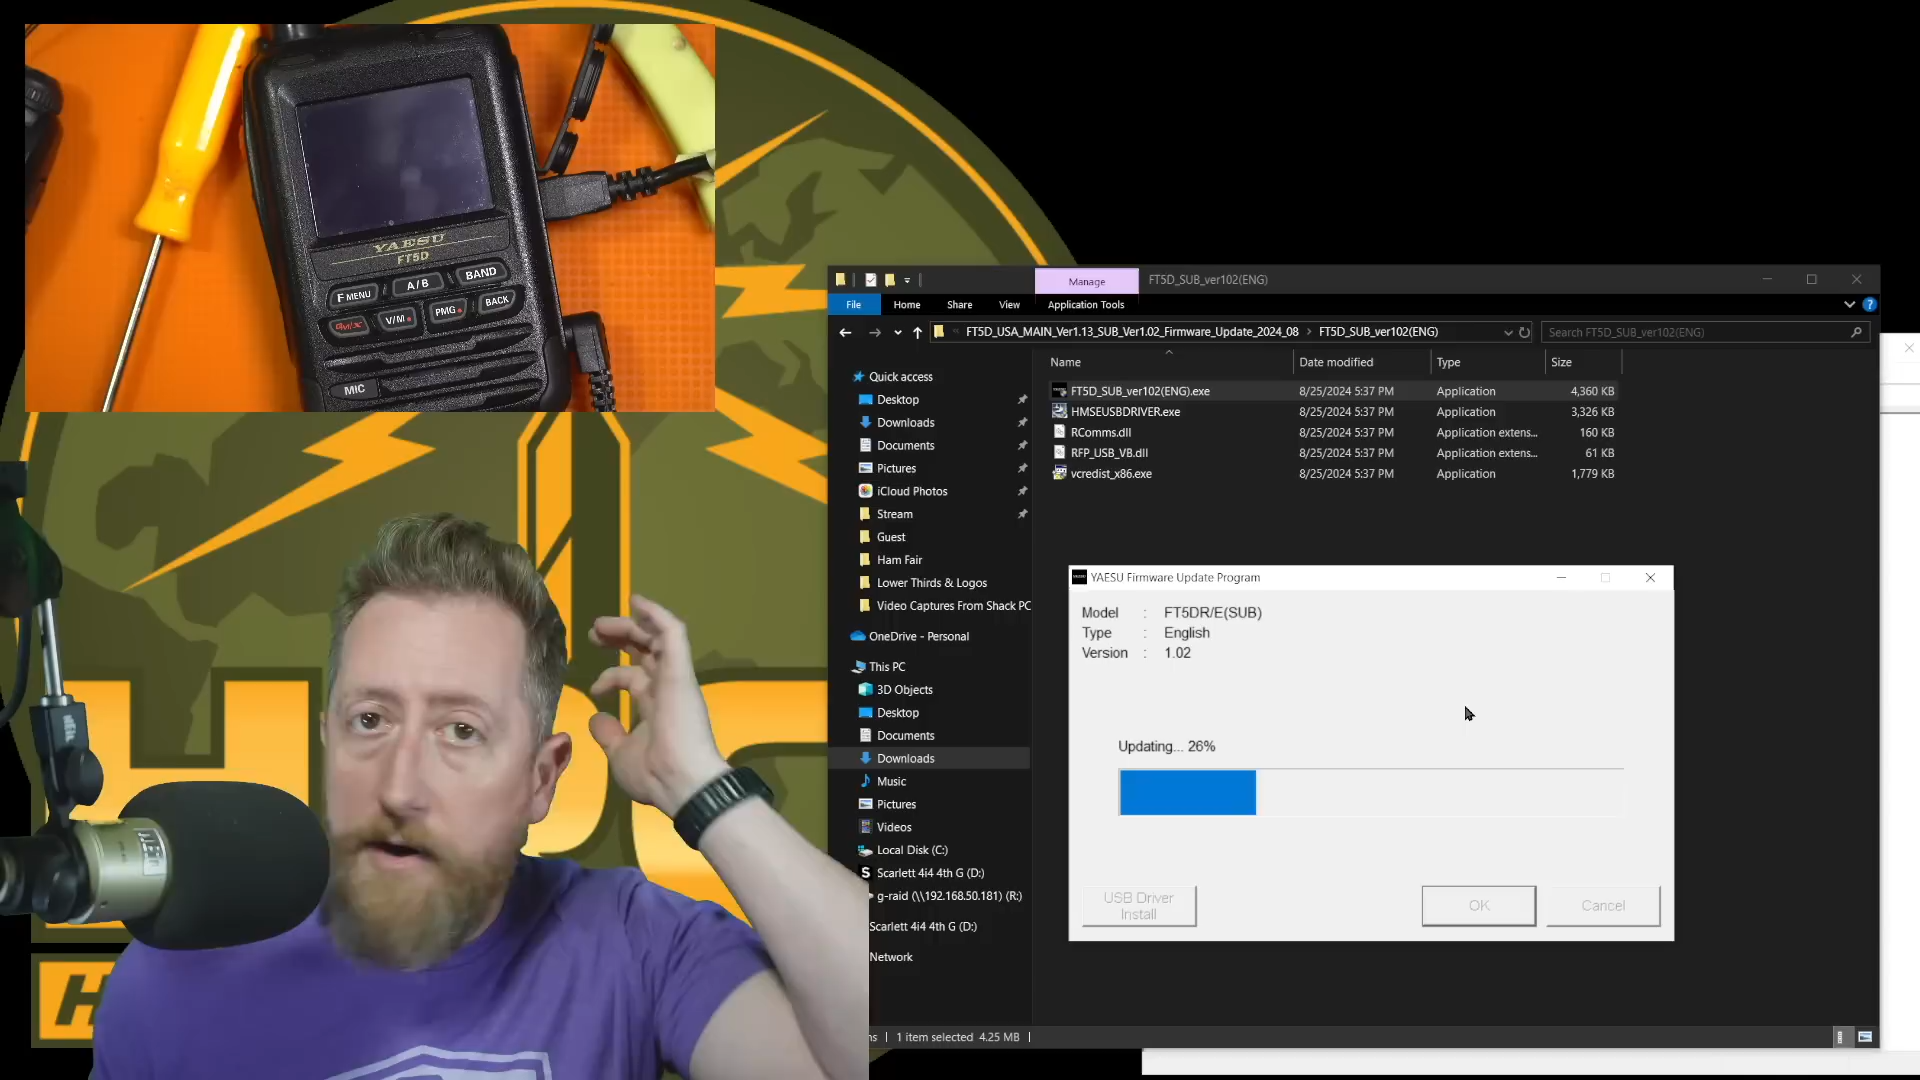 YAESU
FT5D
F MENU
A/B
BAND
GM/X
V/M
PMG
BACK
MIC
Manage
FT5D_SUB_ver102(ENG)
File
Home
Share
View
Application Tools
FT5D_USA_MAIN_Ver1.13_SUB_Ver1.02_Firmware_Update_2024_08 > FT5D_SUB_ver102(ENG)
Search FT5D_SUB_ver102(ENG)
Name Date modified Type Size
FT5D_SUB_ver102(ENG).exe 8/25/2024 5:37 PM Application 4,360 KB
HMSEUSBDRIVER.exe 8/25/2024 5:37 PM Application 3,326 KB
RComms.dll 8/25/2024 5:37 PM Application extens... 160 KB
RFP_USB_VB.dll 8/25/2024 5:37 PM Application extens... 61 KB
vcredist_x86.exe 8/25/2024 5:37 PM Application 1,779 KB
Quick access
Desktop
Downloads
Documents
Pictures
iCloud Photos
Stream
Guest
Ham Fair
Lower Thirds & Logos
Video Captures From Shack PC
OneDrive - Personal
This PC
3D Objects
Desktop
Documents
Downloads
Music
Pictures
Videos
Local Disk (C:)
Scarlett 4i4 4th G (D:)
g-raid (\\192.168.50.181) (R:)
Scarlett 4i4 4th G (D:)
Network
1 item selected 4.25 MB
YAESU Firmware Update Program
Model : FT5DR/E(SUB)
Type : English
Version : 1.02
Updating... 26%
USB Driver
Install
OK
Cancel